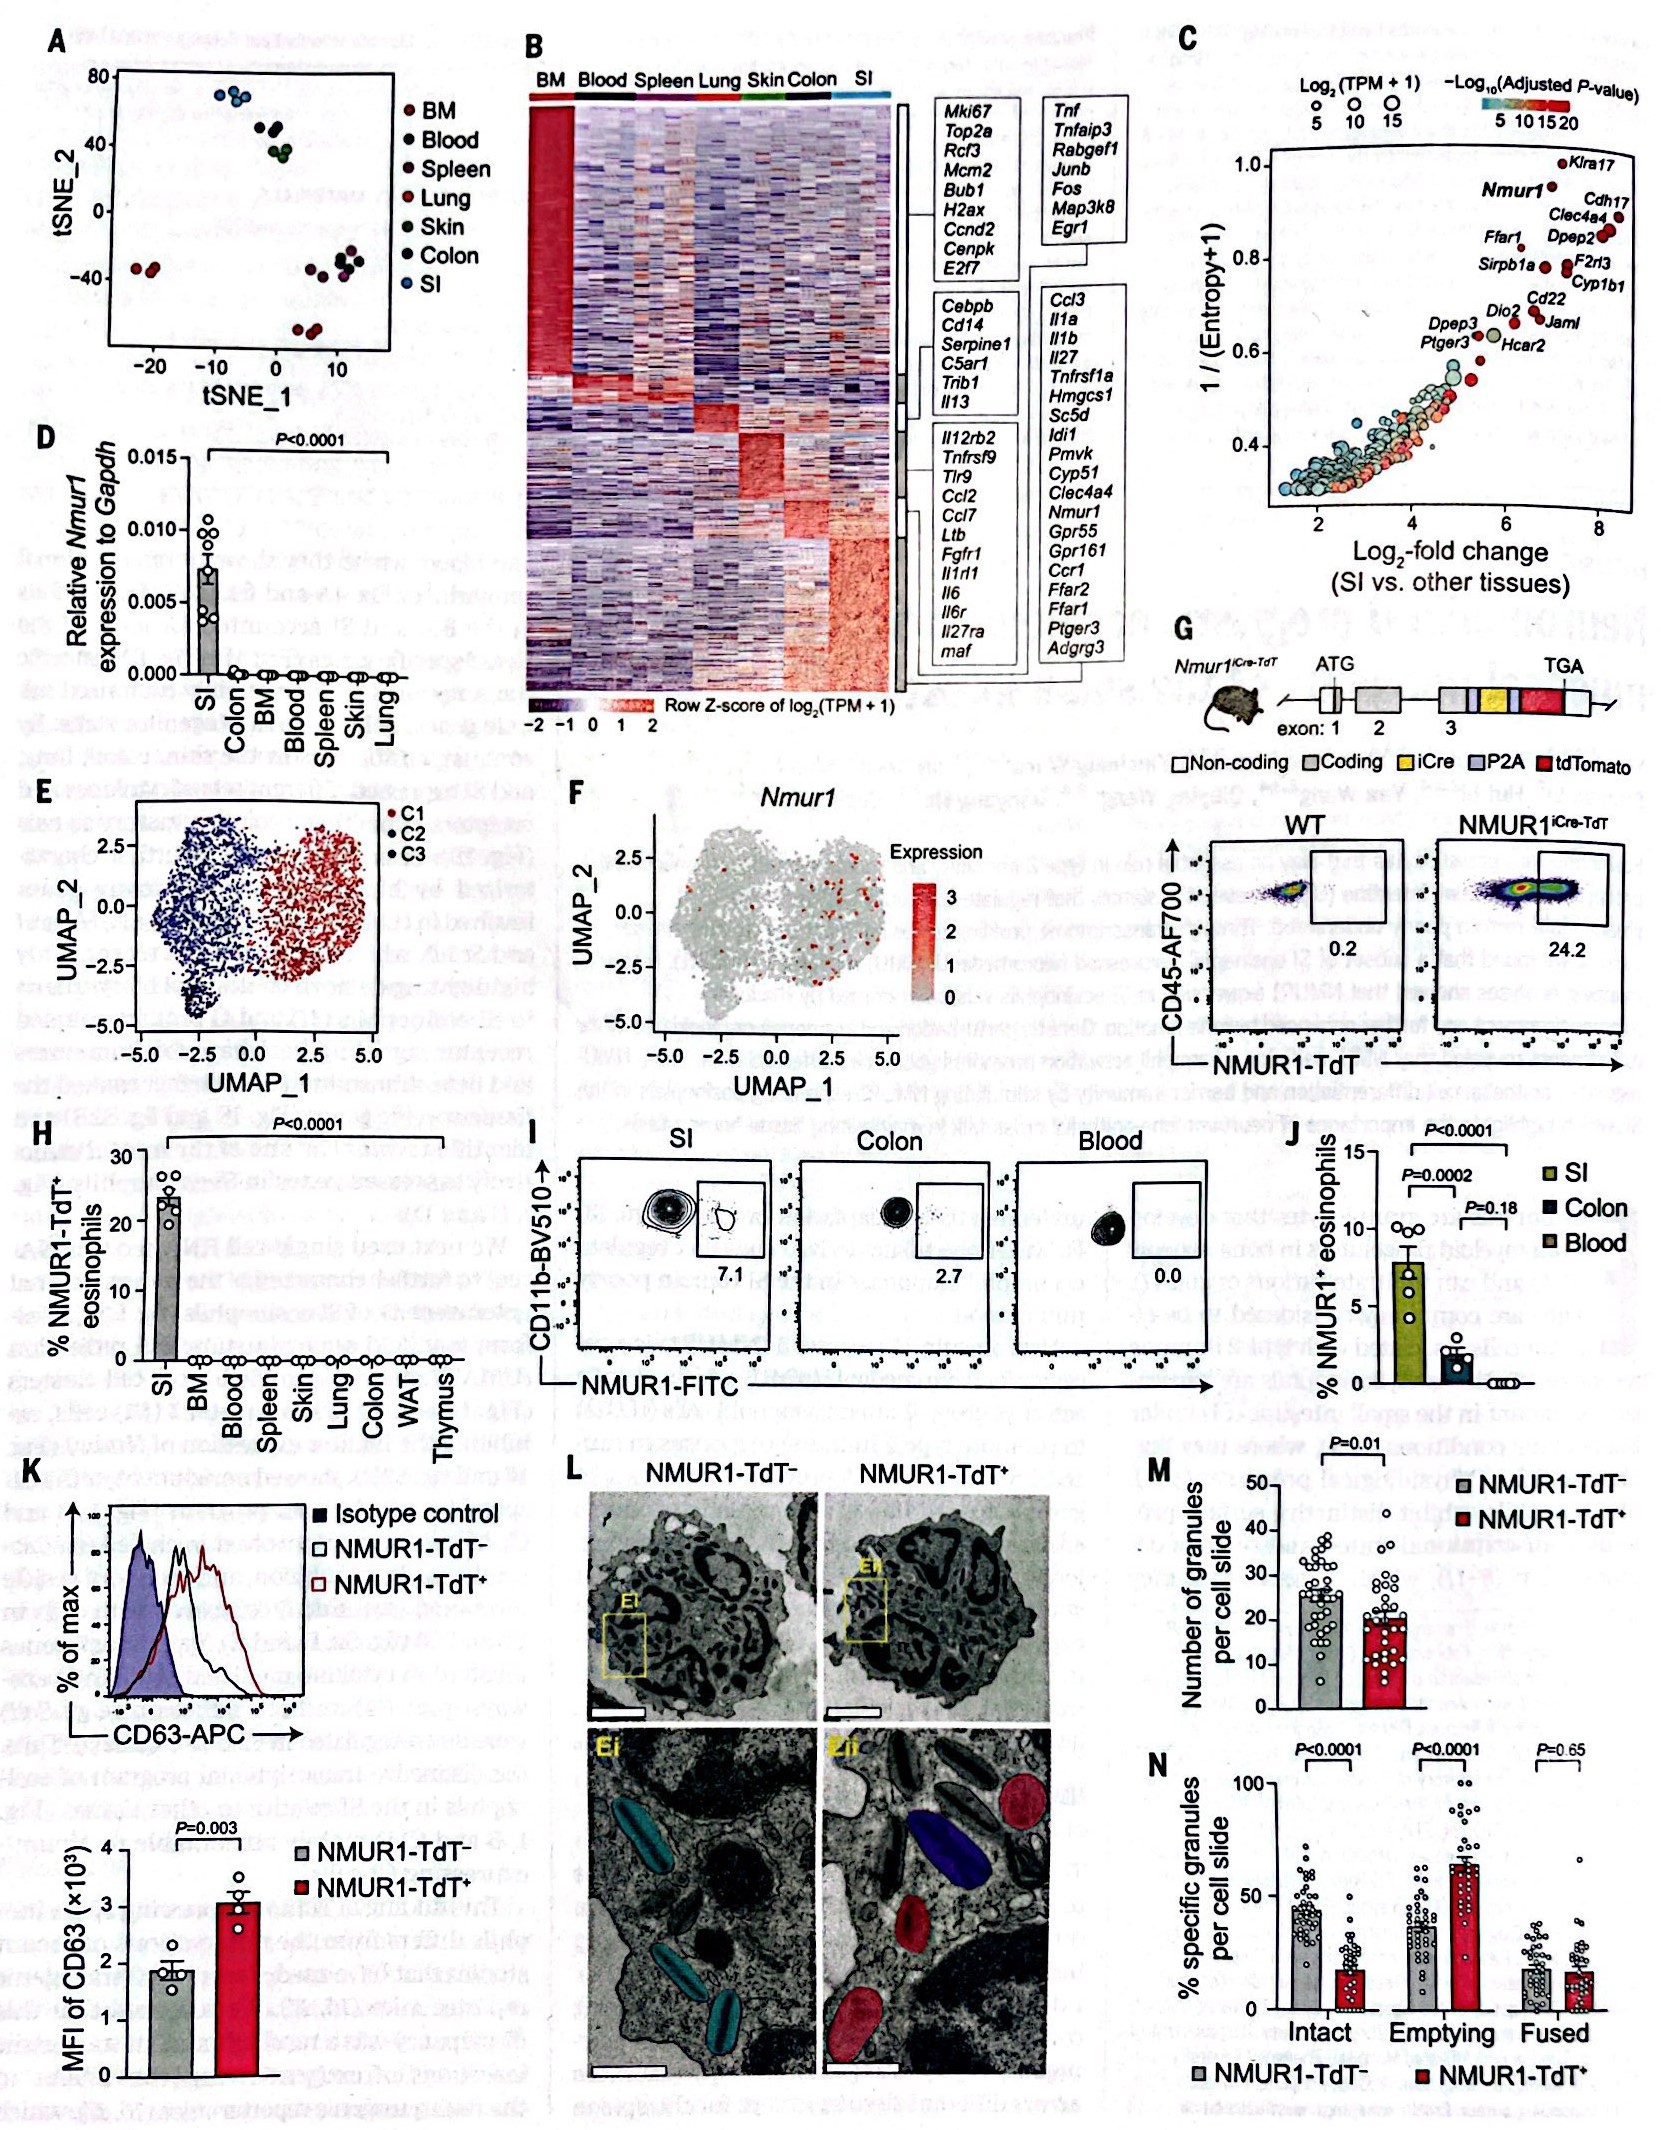 A
80
40
0
−40
tSNE_2
−20
−10
0
10
tSNE_1
BM
Blood
Spleen
Lung
Skin
Colon
SI
B
BM Blood Spleen Lung Skin Colon SI
Mki67
Top2a
Rcf3
Mcm2
Bub1
H2ax
Ccnd2
Cenpk
E2f7
Tnf
Tnfaip3
Rabgef1
Junb
Fos
Map3k8
Egr1
Cebpb
Cd14
Serpine1
C5ar1
Trib1
Il13
Ccl3
Il1a
Il1b
Il27
Tnfrsf1a
Hmgcs1
Sc5d
Idi1
Pmvk
Cyp51
Clec4a4
Nmur1
Gpr55
Gpr161
Ccr1
Ffar2
Ffar1
Ptger3
Adgrg3
Il12rb2
Tnfrsf9
Tlr9
Ccl2
Ccl7
Ltb
Fgfr1
Il1rl1
Il6
Il6r
Il27ra
maf
−2 −1 0 1 2 Row Z-score of log2(TPM + 1)
C
Log2 (TPM + 1)
5 10 15
−Log10(Adjusted P-value)
5 10 15 20
1.0
0.8
0.6
0.4
1 / (Entropy+1)
Klra17
Nmur1
Cdh17
Clec4a4
Ffar1
Dpep2
Sirpb1a
F2rl3
Cyp1b1
Cd22
Dio2
Jaml
Dpep3
Ptger3
Hcar2
2 4 6 8
Log2-fold change
(SI vs. other tissues)
D
P<0.0001
0.015
0.010
0.005
0.000
Relative Nmur1
expression to Gapdh
SI
Colon
BM
Blood
Spleen
Skin
Lung
E
C1
C2
C3
2.5
0.0
−2.5
−5.0
UMAP_2
−5.0 −2.5 0.0 2.5 5.0
UMAP_1
F
Nmur1
2.5
0.0
−2.5
−5.0
UMAP_2
Expression
3
2
1
0
−5.0 −2.5 0.0 2.5 5.0
UMAP_1
G
Nmur1iCre-TdT
ATG
TGA
exon: 1 2 3
Non-coding Coding iCre P2A tdTomato
WT
NMUR1iCre-TdT
0.2
24.2
CD45-AF700
NMUR1-TdT
H
P<0.0001
30
20
10
0
% NMUR1-TdT+
eosinophils
SI
BM
Blood
Spleen
Skin
Lung
Colon
WAT
Thymus
I
SI
Colon
Blood
7.1
2.7
0.0
CD11b-BV510
NMUR1-FITC
J
P<0.0001
P=0.0002
P=0.18
15
10
5
0
% NMUR1+ eosinophils
SI
Colon
Blood
K
Isotype control
NMUR1-TdT−
NMUR1-TdT+
% of max
CD63-APC
P=0.003
4
3
2
1
0
MFI of CD63 (×10³)
NMUR1-TdT−
NMUR1-TdT+
L
NMUR1-TdT−
NMUR1-TdT+
Ei
Eii
Ei
Eii
M
P=0.01
50
40
30
20
10
0
Number of granules
per cell slide
NMUR1-TdT−
NMUR1-TdT+
N
P<0.0001
P<0.0001
P=0.65
100
50
0
% specific granules
per cell slide
Intact Emptying Fused
NMUR1-TdT−
NMUR1-TdT+